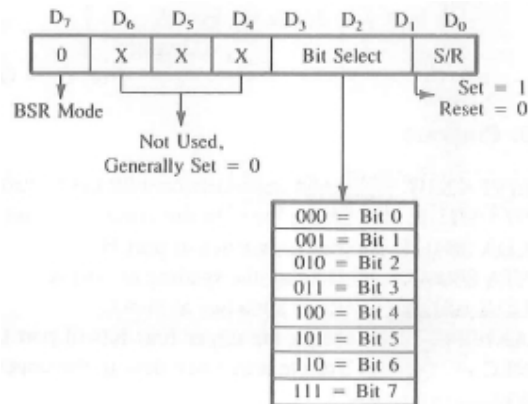 D7 D6 D5 D4 D3 D2 D1 D0
0 X X X Bit Select S/R
BSR Mode
Not Used,
Generally Set = 0
Set = 1
Reset = 0
000 = Bit 0
001 = Bit 1
010 = Bit 2
011 = Bit 3
100 = Bit 4
101 = Bit 5
110 = Bit 6
111 = Bit 7